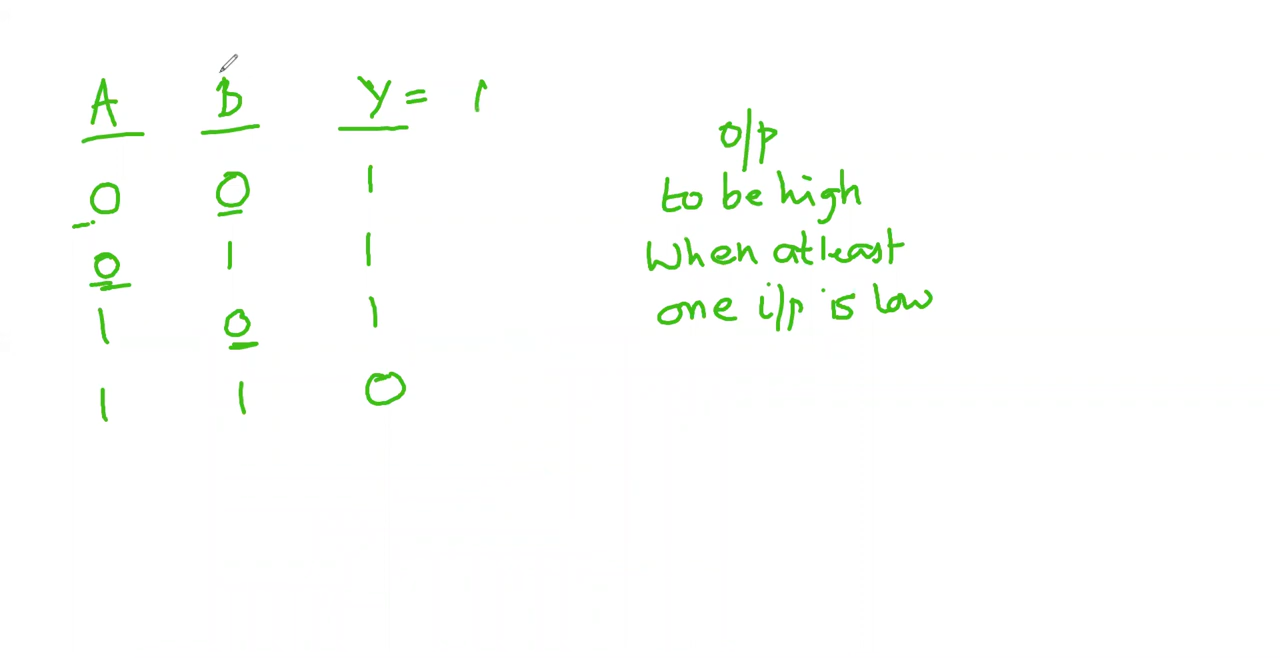 A B Y = 1
0 0 1
0 1 1
1 0 1
1 1 0
o/p
to be high
when atleast
one i/p is low